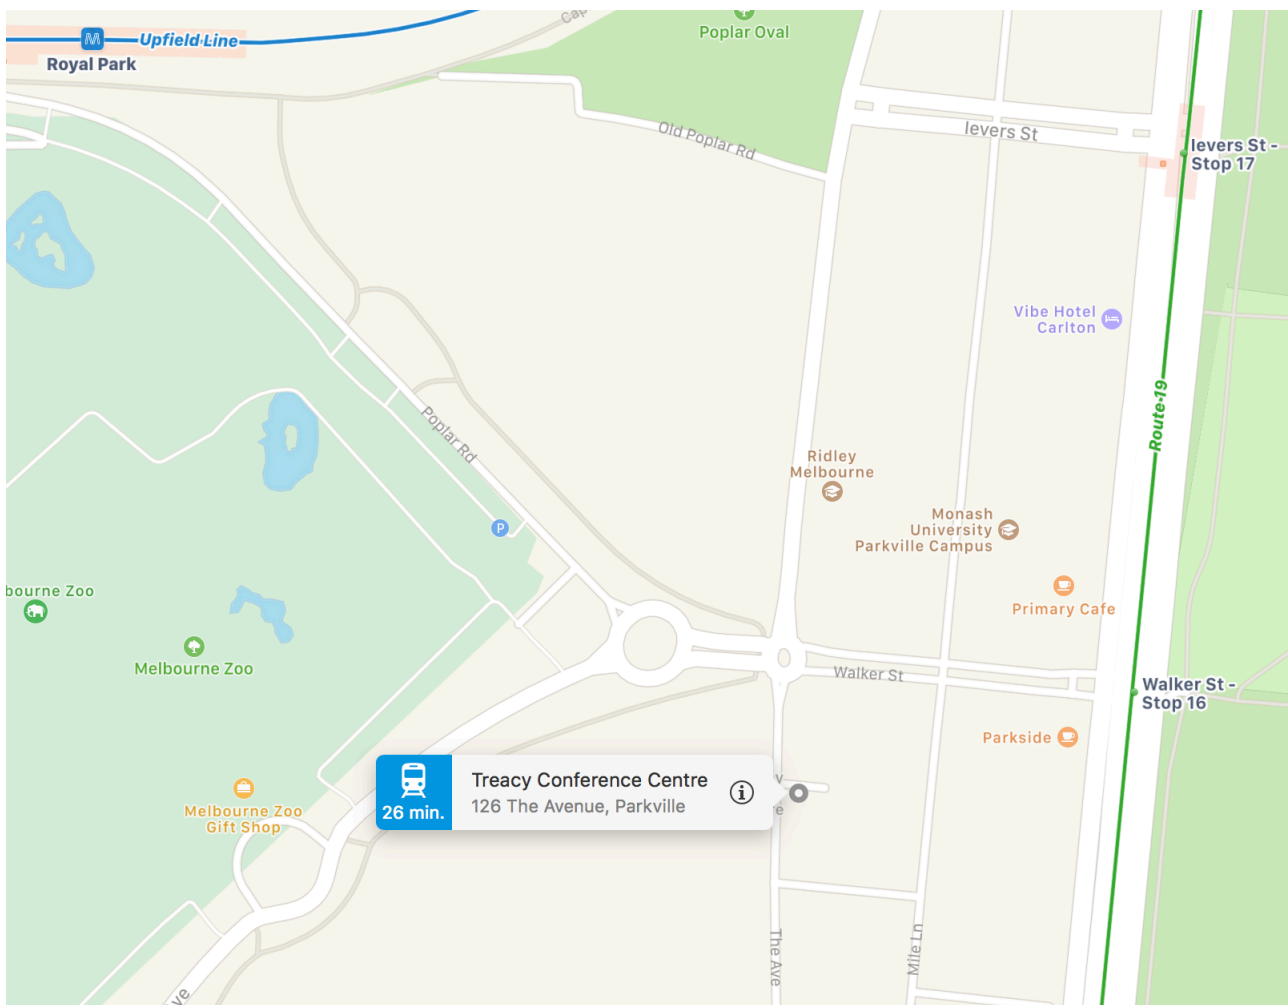 Cap
Poplar Oval
Upfield Line
Royal Park
Old Poplar Rd
Ievers St
Ievers St -
Stop 17
Vibe Hotel
Carlton
Route 19
Poplar Rd
Ridley
Melbourne
Monash
University
Parkville Campus
P
bourne Zoo
Primary Cafe
Melbourne Zoo
Walker St
Walker St -
Stop 16
Parkside
Treacy Conference Centre
126 The Avenue, Parkville
26 min.
Melbourne Zoo
Gift Shop
The Ave
Mile Ln
ve